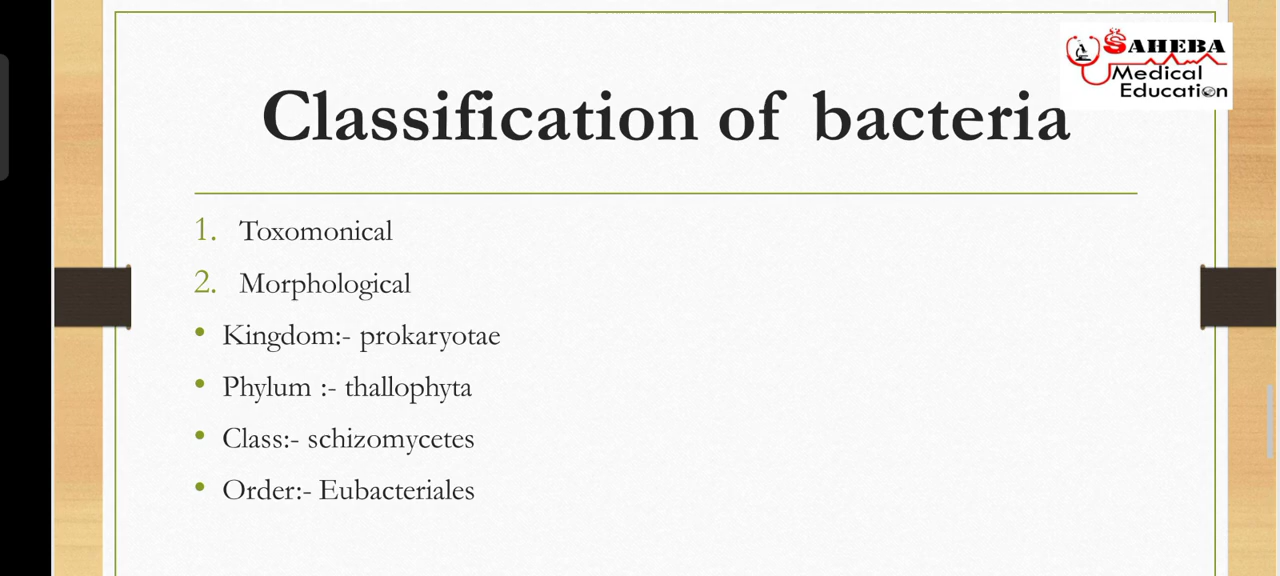 SAHEBA
Medical
Education
Classification of bacteria
1. Toxomonical
2. Morphological
• Kingdom:- prokaryotae
• Phylum :- thallophyta
• Class:- schizomycetes
• Order:- Eubacteriales